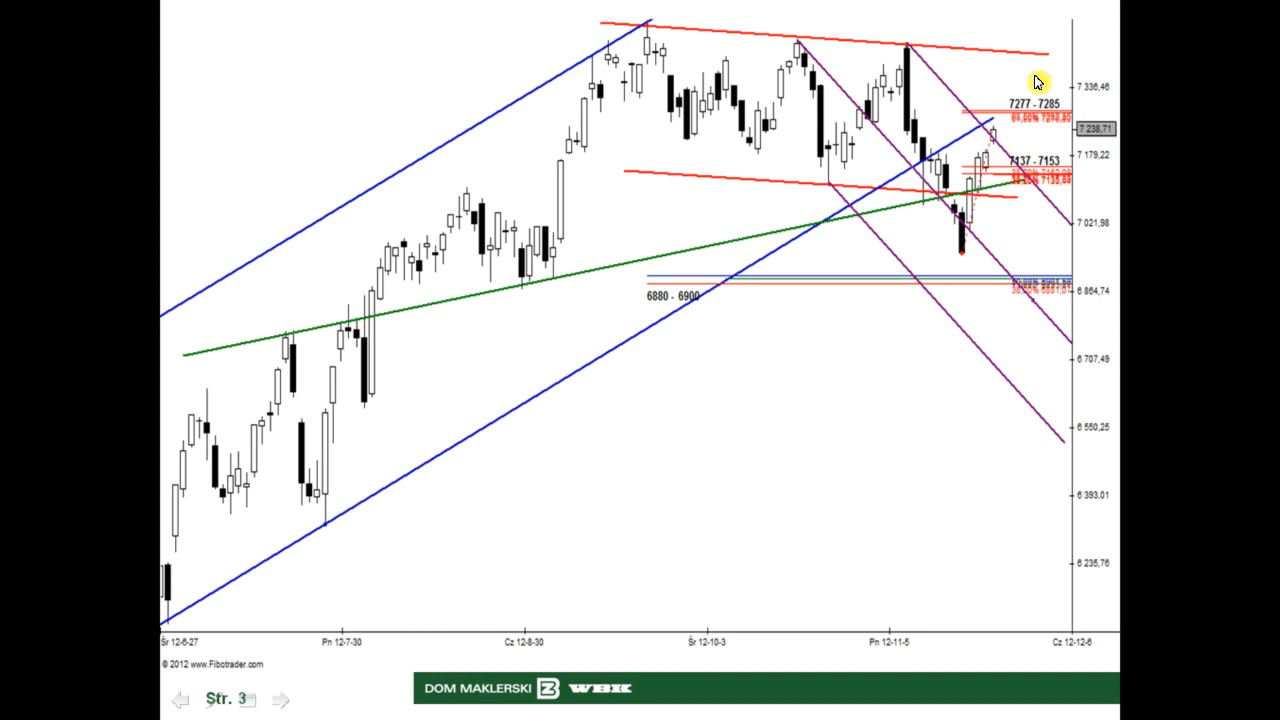 7 336,46
7277 - 7285
7 238,71
7 179,22
7137 - 7153
7 021,98
6 864,74
6880 - 6900
6 707,49
6 550,25
6 393,01
6 235,76
Śr 12-6-27
Pn 12-7-30
Cz 12-8-30
Śr 12-10-3
Pn 12-11-5
Cz 12-12-6
© 2012 www.Fibotrader.com
Str. 3
DOM MAKLERSKI Z WBK